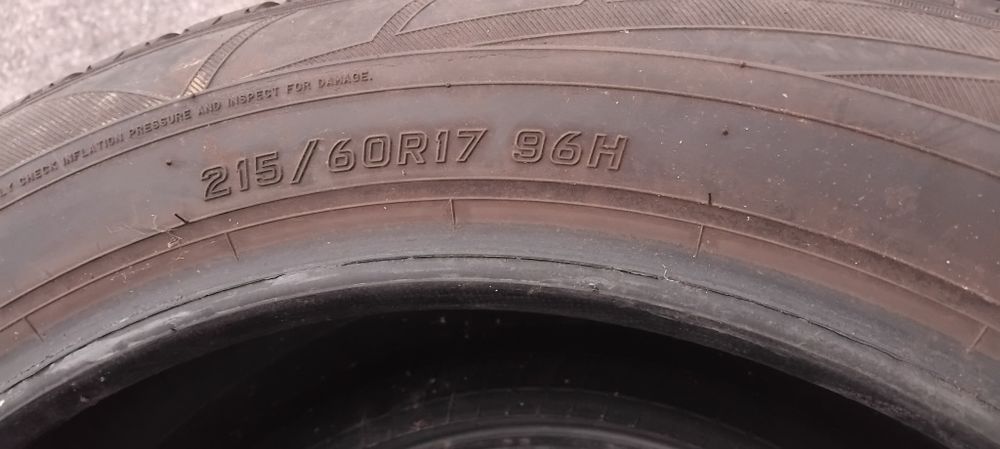 CHECK INFLATION PRESSURE AND INSPECT FOR DAMAGE.
215/60R17 96H